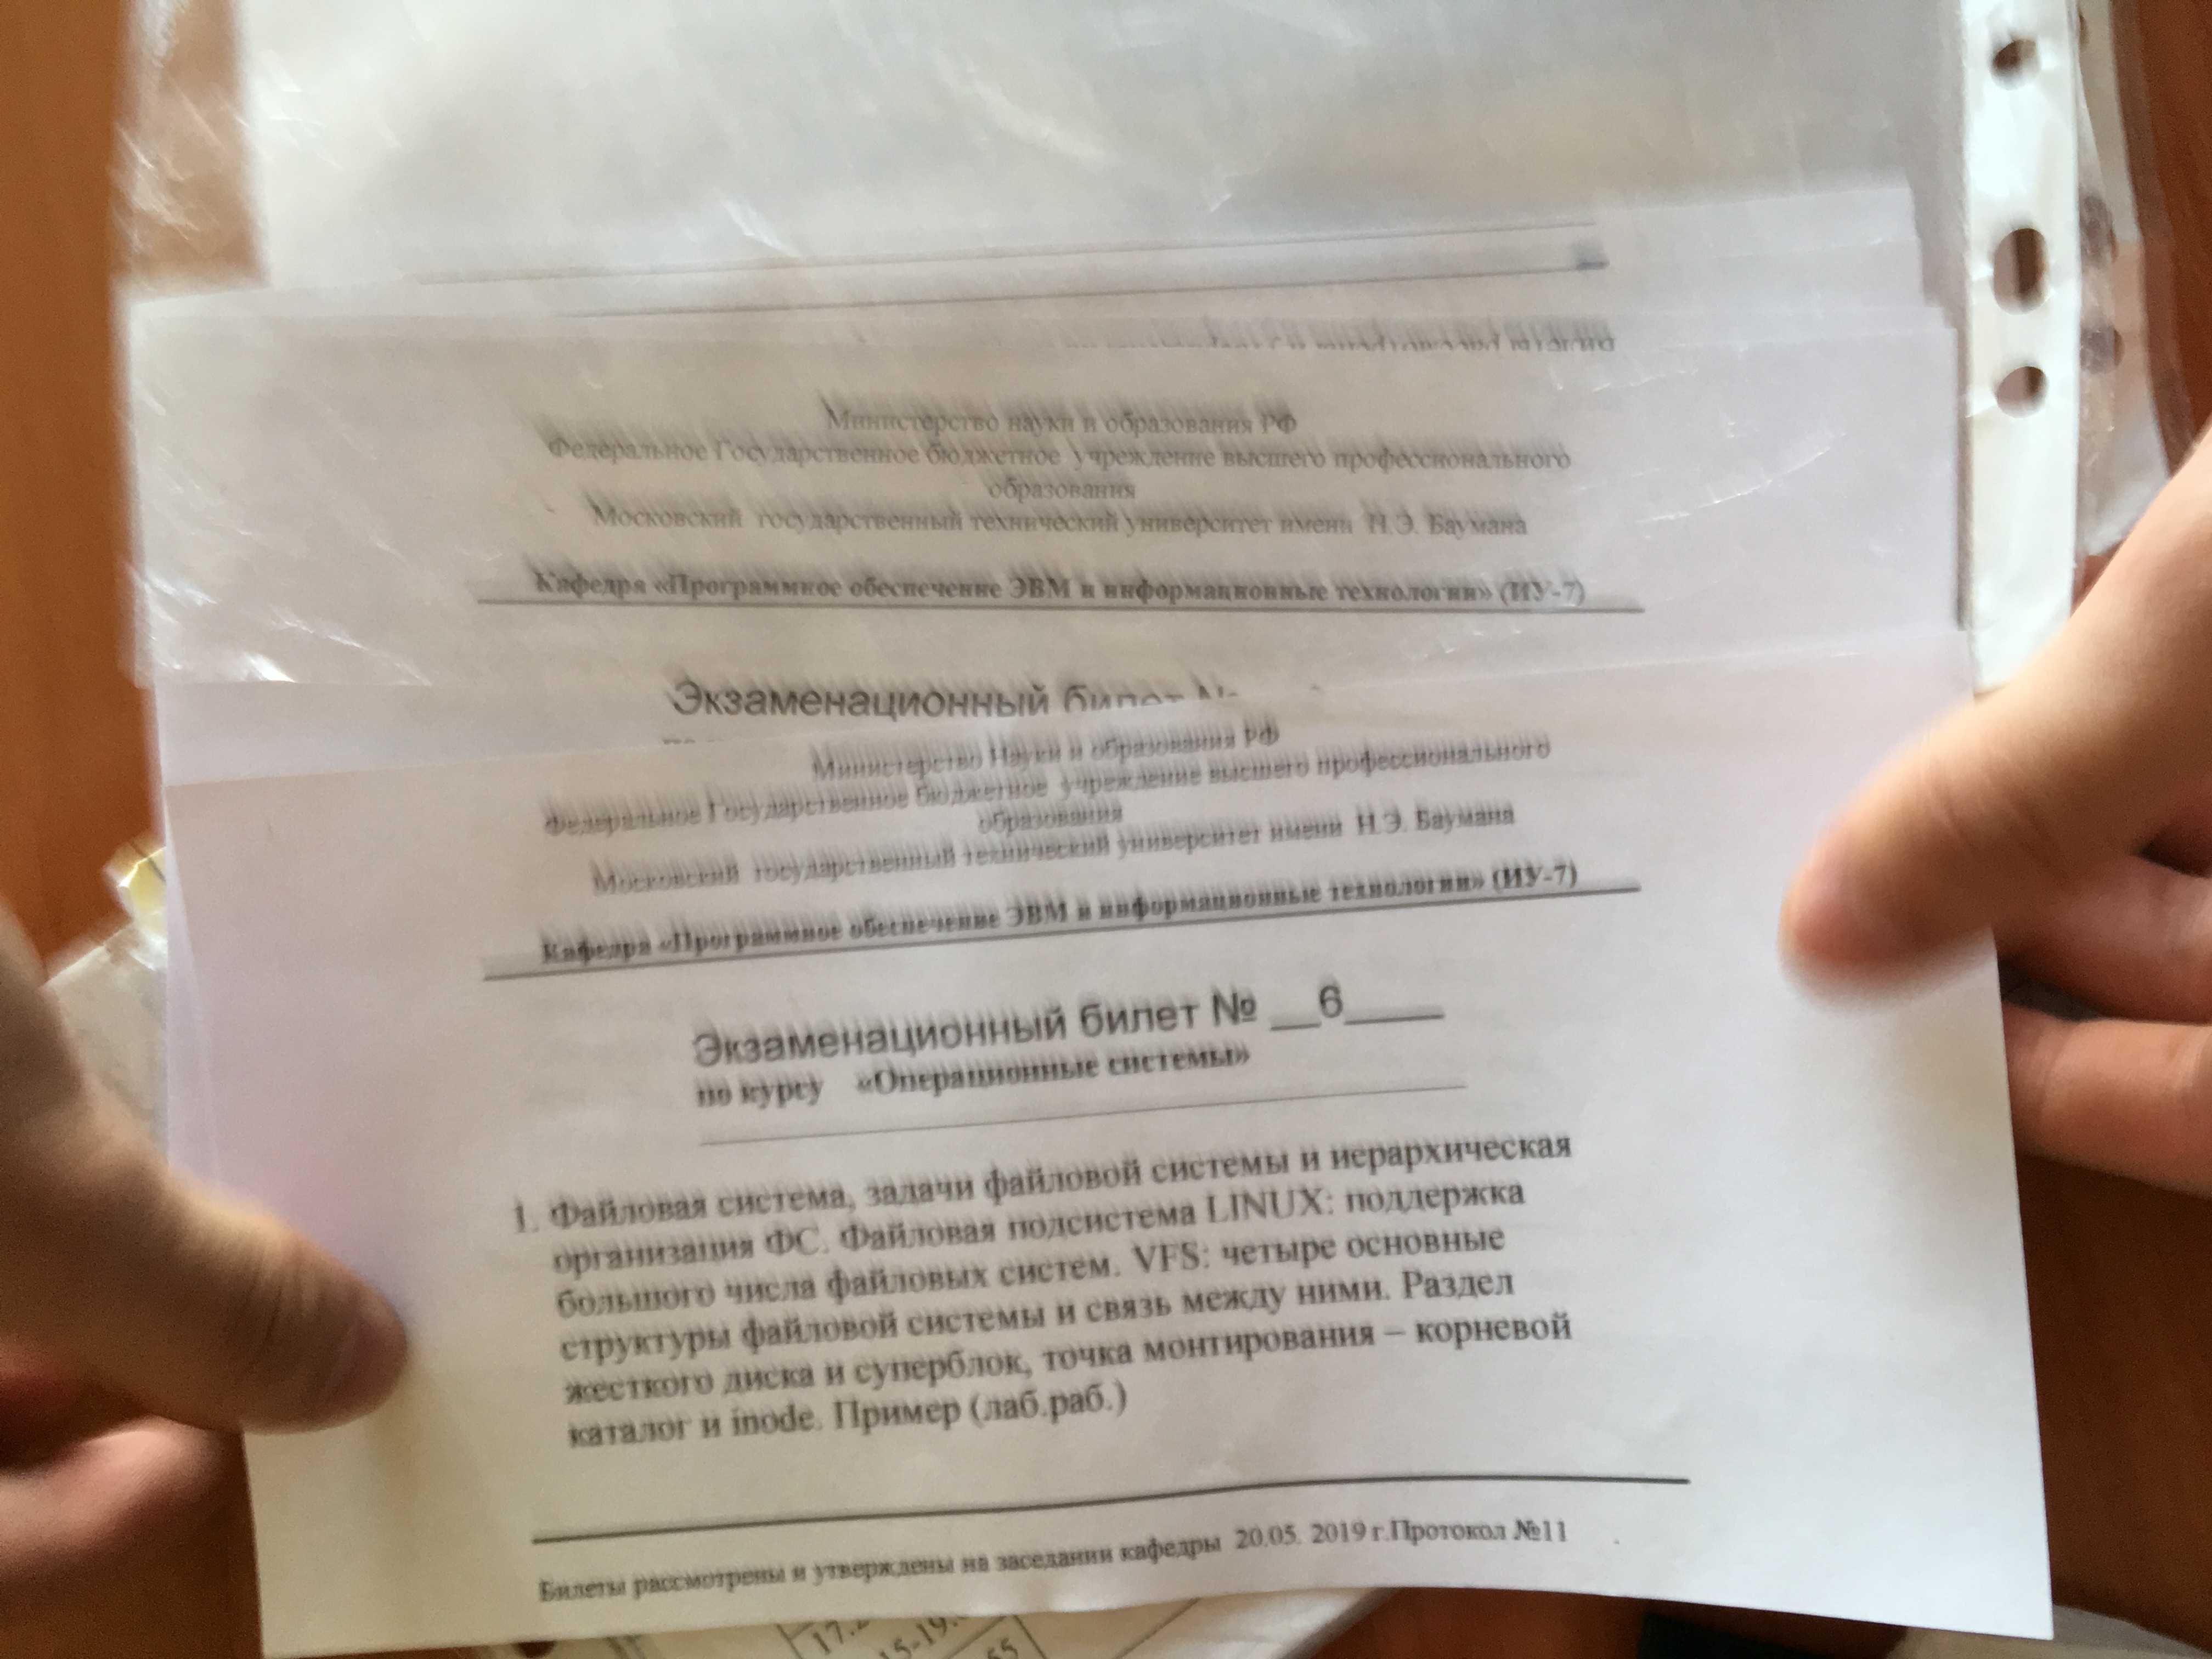 Министерство науки и образования РФ
Федеральное Государственное бюджетное учреждение высшего профессионального
образования
Московский государственный технический университет имени Н.Э. Баумана
Кафедра «Программное обеспечение ЭВМ и информационные технологии» (ИУ-7)
Экзаменационный билет №
Министерство Науки и образования РФ
Федеральное Государственное бюджетное учреждение высшего профессионального
образования
Московский государственный технический университет имени Н.Э. Баумана
Кафедра «Программное обеспечение ЭВМ и информационные технологии» (ИУ-7)
Экзаменационный билет № __6____
по курсу «Операционные системы»
1. Файловая система, задачи файловой системы и иерархическая
организация ФС. Файловая подсистема LINUX: поддержка
большого числа файловых систем. VFS: четыре основные
структуры файловой системы и связь между ними. Раздел
жесткого диска и суперблок, точка монтирования – корневой
каталог и inode. Пример (лаб.раб.)
Билеты рассмотрены и утверждены на заседании кафедры 20.05. 2019 г.Протокол №11
55